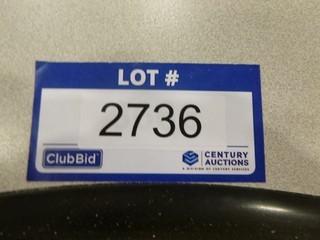 LOT #
2736
ClubBid
CENTURY
AUCTIONS
A DIVISION OF CENTURY SERVICES